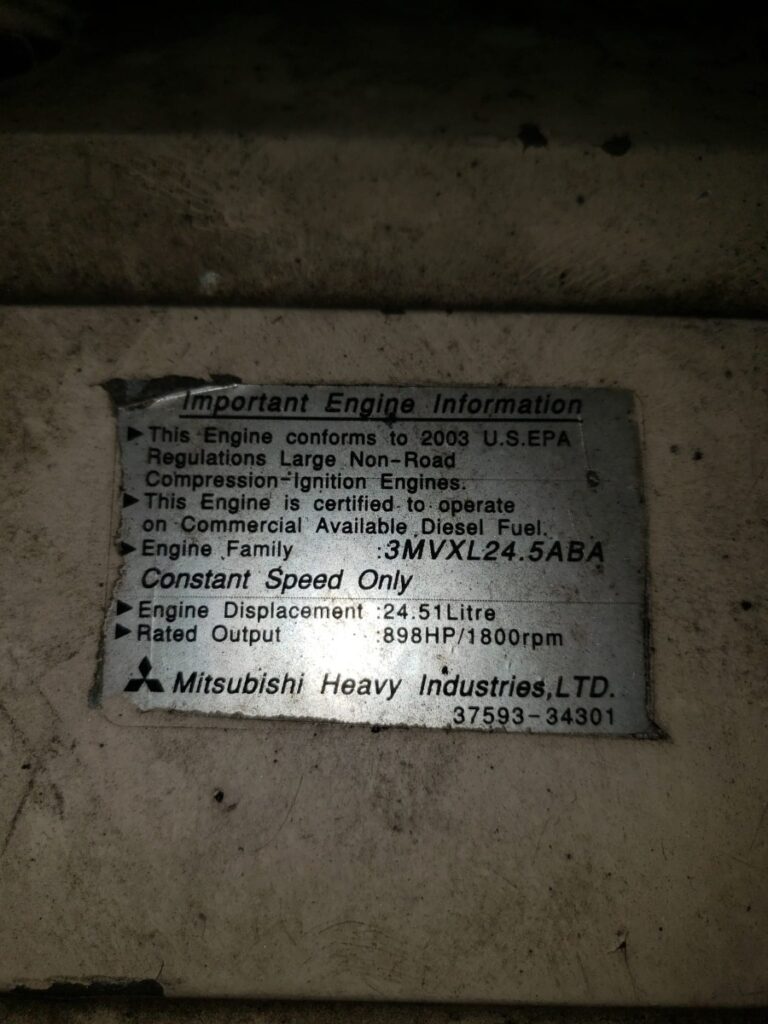 Important Engine Information
▶This Engine conforms to 2003 U.S.EPA
Regulations Large Non-Road
Compression-Ignition Engines.
▶This Engine is certified to operate
on Commercial Available Diesel Fuel.
▶Engine Family :3MVXL24.5ABA
Constant Speed Only
▶Engine Displacement :24.51Litre
▶Rated Output :898HP/1800rpm
Mitsubishi Heavy Industries,LTD.
37593-34301